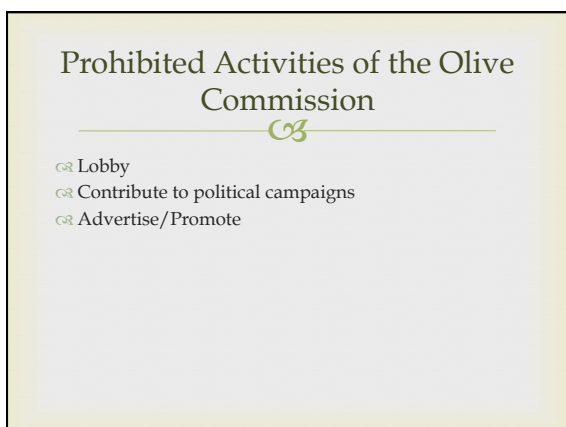 Prohibited Activities of the Olive
Commission
Lobby
Contribute to political campaigns
Advertise/Promote